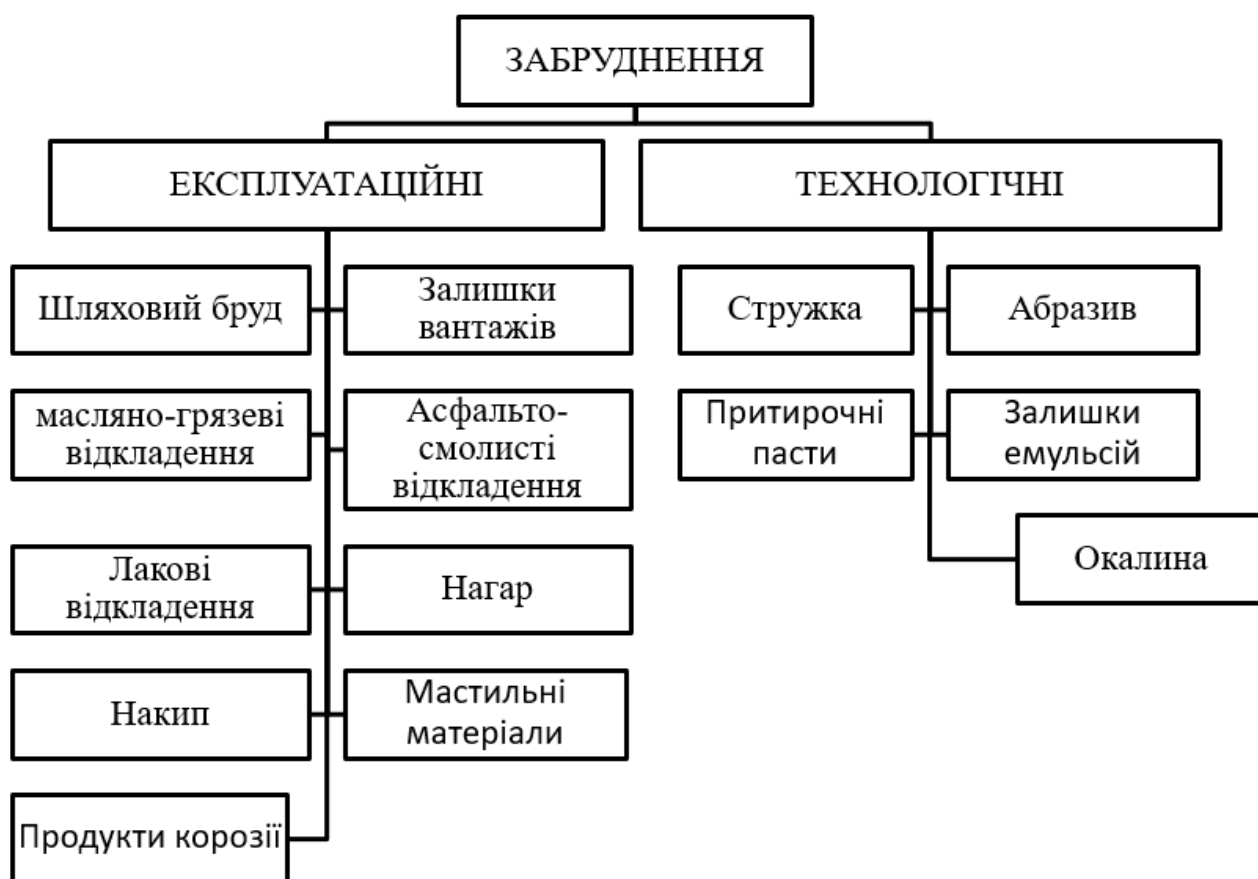 ЗАБРУДНЕННЯ
ЕКСПЛУАТАЦІЙНІ
ТЕХНОЛОГІЧНІ
Шляховий бруд
Залишки
вантажів
Стружка
Абразив
масляно-грязеві
відкладення
Асфальто-
смолисті
відкладення
Притирочні
пасти
Залишки
емульсій
Лакові
відкладення
Нагар
Окалина
Накип
Мастильні
матеріали
Продукти корозії